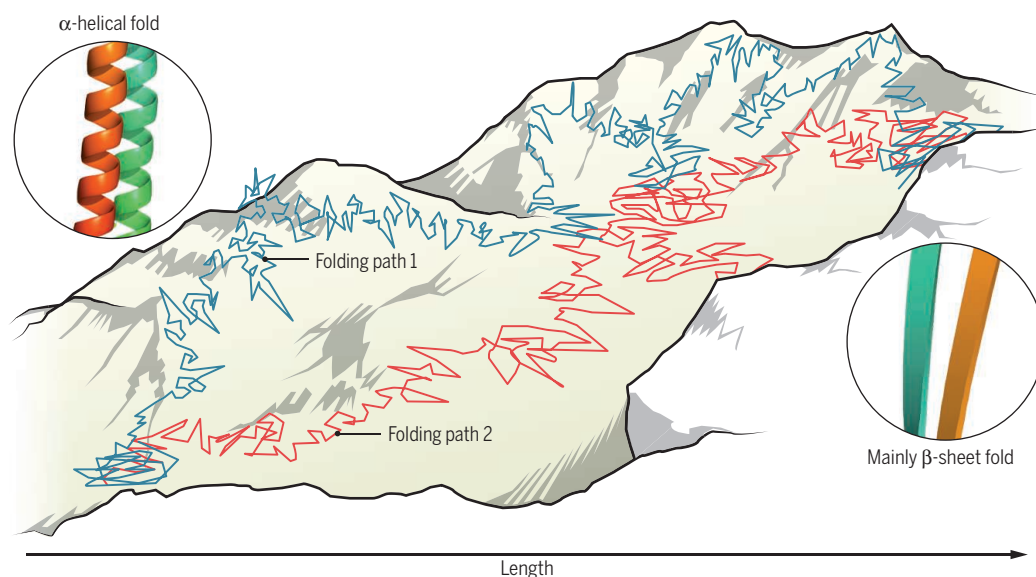 α-helical fold
Folding path 1
Folding path 2
Mainly β-sheet fold
Length